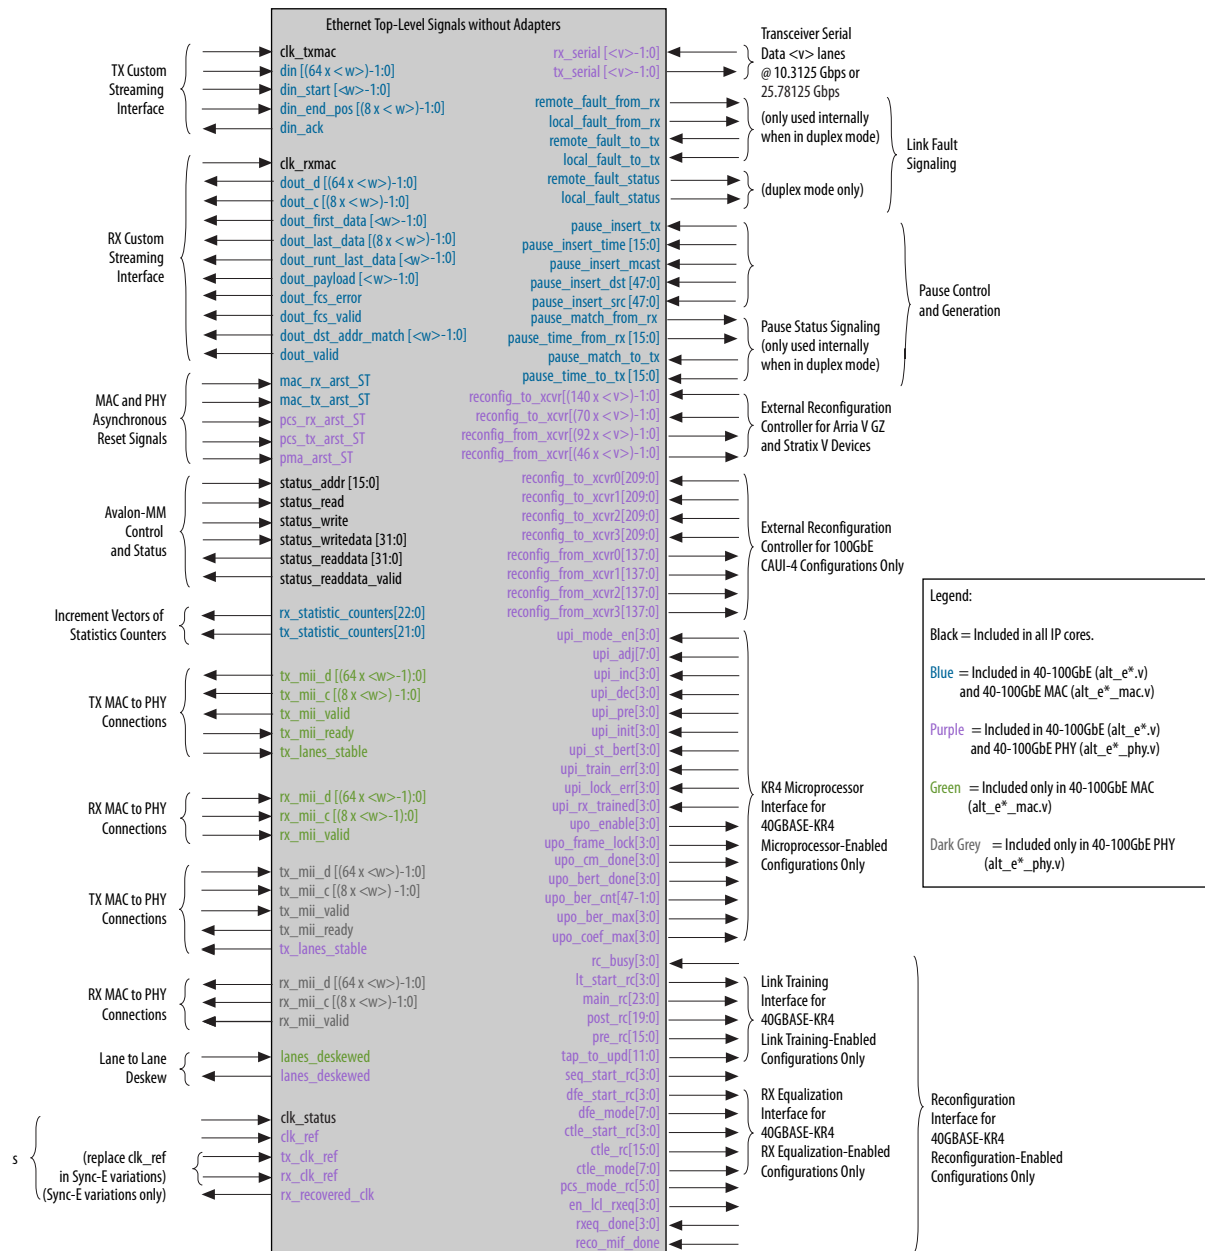 Ethernet Top-Level Signals without Adapters
TX Custom
Streaming
Interface
clk_txmac
din [(64 x < w>)-1:0]
din_start [<w>-1:0]
din_end_pos [(8 x < w>)-1:0]
din_ack
RX Custom
Streaming
Interface
clk_rxmac
dout_d [(64 x < w>)-1:0]
dout_c [(8 x < w>)-1:0]
dout_first_data [<w>-1:0]
dout_last_data [(8 x < w>)-1:0]
dout_runt_last_data [<w>-1:0]
dout_payload [<w>-1:0]
dout_fcs_error
dout_fcs_valid
dout_dst_addr_match [<w>-1:0]
dout_valid
MAC and PHY
Asynchronous
Reset Signals
mac_rx_arst_ST
mac_tx_arst_ST
pcs_rx_arst_ST
pcs_tx_arst_ST
pma_arst_ST
Avalon-MM
Control
and Status
status_addr [15:0]
status_read
status_write
status_writedata [31:0]
status_readdata [31:0]
status_readdata_valid
Increment Vectors of
Statistics Counters
rx_statistic_counters[22:0]
tx_statistic_counters[21:0]
TX MAC to PHY
Connections
tx_mii_d [(64 x <w>-1):0]
tx_mii_c [(8 x <w>) -1:0]
tx_mii_valid
tx_mii_ready
tx_lanes_stable
RX MAC to PHY
Connections
rx_mii_d [(64 x <w>-1):0]
rx_mii_c [(8 x <w>-1):0]
rx_mii_valid
TX MAC to PHY
Connections
tx_mii_d [(64 x <w>)-1:0]
tx_mii_c [(8 x <w>) -1:0]
tx_mii_valid
tx_mii_ready
tx_lanes_stable
RX MAC to PHY
Connections
rx_mii_d [(64 x <w>)-1:0]
rx_mii_c [(8 x <w>)-1:0]
rx_mii_valid
Lane to Lane
Deskew
lanes_deskewed
lanes_deskewed
s
(replace clk_ref
in Sync-E variations)
(Sync-E variations only)
clk_status
clk_ref
tx_clk_ref
rx_clk_ref
rx_recovered_clk
rx_serial [<v>-1:0]
tx_serial [<v>-1:0]
Transceiver Serial
Data <v> lanes
@ 10.3125 Gbps or
25.78125 Gbps
remote_fault_from_rx
local_fault_from_rx
remote_fault_to_tx
local_fault_to_tx
remote_fault_status
local_fault_status
(only used internally
when in duplex mode)
(duplex mode only)
Link Fault
Signaling
pause_insert_tx
pause_insert_time [15:0]
pause_insert_mcast
pause_insert_dst [47:0]
pause_insert_src [47:0]
pause_match_from_rx
pause_time_from_rx [15:0]
pause_match_to_tx
pause_time_to_tx [15:0]
Pause Status Signaling
(only used internally
when in duplex mode)
Pause Control
and Generation
reconfig_to_xcvr[(140 x <v>)-1:0]
reconfig_to_xcvr[(70 x <v>)-1:0]
reconfig_from_xcvr[(92 x <v>)-1:0]
reconfig_from_xcvr[(46 x <v>)-1:0]
External Reconfiguration
Controller for Arria V GZ
and Stratix V Devices
reconfig_to_xcvr0[209:0]
reconfig_to_xcvr1[209:0]
reconfig_to_xcvr2[209:0]
reconfig_to_xcvr3[209:0]
reconfig_from_xcvr0[137:0]
reconfig_from_xcvr1[137:0]
reconfig_from_xcvr2[137:0]
reconfig_from_xcvr3[137:0]
External Reconfiguration
Controller for 100GbE
CAUI-4 Configurations Only
upi_mode_en[3:0]
upi_adj[7:0]
upi_inc[3:0]
upi_dec[3:0]
upi_pre[3:0]
upi_init[3:0]
upi_st_bert[3:0]
upi_train_err[3:0]
upi_lock_err[3:0]
upi_rx_trained[3:0]
upo_enable[3:0]
upo_frame_lock[3:0]
upo_cm_done[3:0]
upo_bert_done[3:0]
upo_ber_cnt[47-1:0]
upo_ber_max[3:0]
upo_coef_max[3:0]
KR4 Microprocessor
Interface for
40GBASE-KR4
Microprocessor-Enabled
Configurations Only
rc_busy[3:0]
lt_start_rc[3:0]
main_rc[23:0]
post_rc[19:0]
pre_rc[15:0]
tap_to_upd[11:0]
seq_start_rc[3:0]
dfe_start_rc[3:0]
dfe_mode[7:0]
ctle_start_rc[3:0]
ctle_rc[15:0]
ctle_mode[7:0]
pcs_mode_rc[5:0]
en_lcl_rxeq[3:0]
rxeq_done[3:0]
reco_mif_done
Link Training
Interface for
40GBASE-KR4
Link Training-Enabled
Configurations Only
RX Equalization
Interface for
40GBASE-KR4
RX Equalization-Enabled
Configurations Only
Reconfiguration
Interface for
40GBASE-KR4
Reconfiguration-Enabled
Configurations Only
Legend:
Black = Included in all IP cores.
Blue = Included in 40-100GbE (alt_e*.v)
and 40-100GbE MAC (alt_e*_mac.v)
Purple = Included in 40-100GbE (alt_e*.v)
and 40-100GbE PHY (alt_e*_phy.v)
Green = Included only in 40-100GbE MAC
(alt_e*_mac.v)
Dark Grey = Included only in 40-100GbE PHY
(alt_e*_phy.v)